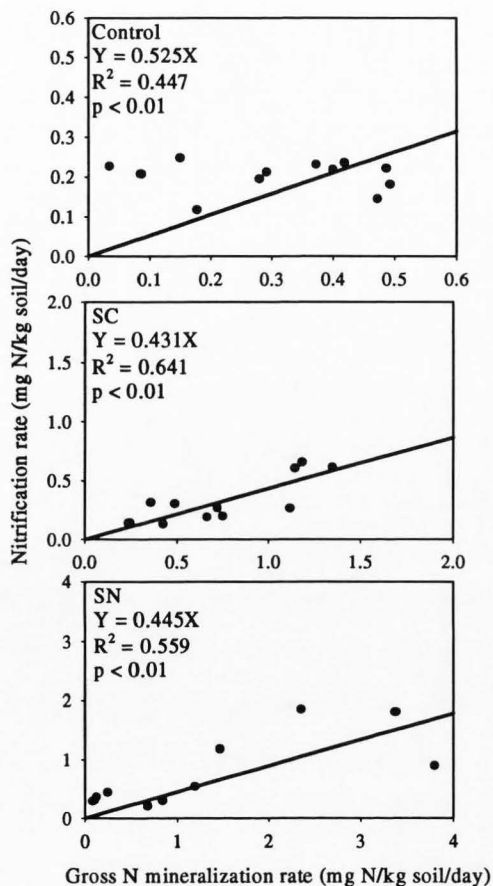 Nitrification rate (mg N/kg soil/day)
0.6
0.5
0.4
0.3
0.2
0.1
0.0
Control
Y = 0.525X
R² = 0.447
p < 0.01
0.0 0.1 0.2 0.3 0.4 0.5 0.6
2.0
1.5
1.0
0.5
0.0
SC
Y = 0.431X
R² = 0.641
p < 0.01
0.0 0.5 1.0 1.5 2.0
4
3
2
1
0
SN
Y = 0.445X
R² = 0.559
p < 0.01
0 1 2 3 4
Gross N mineralization rate (mg N/kg soil/day)